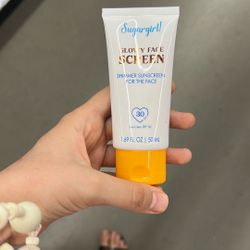 Sugargirl!
GLOWY FACE
SCREEN
SHIMMER SUNSCREEN
FOR THE FACE
30
1.69 FL OZ | 50 mL